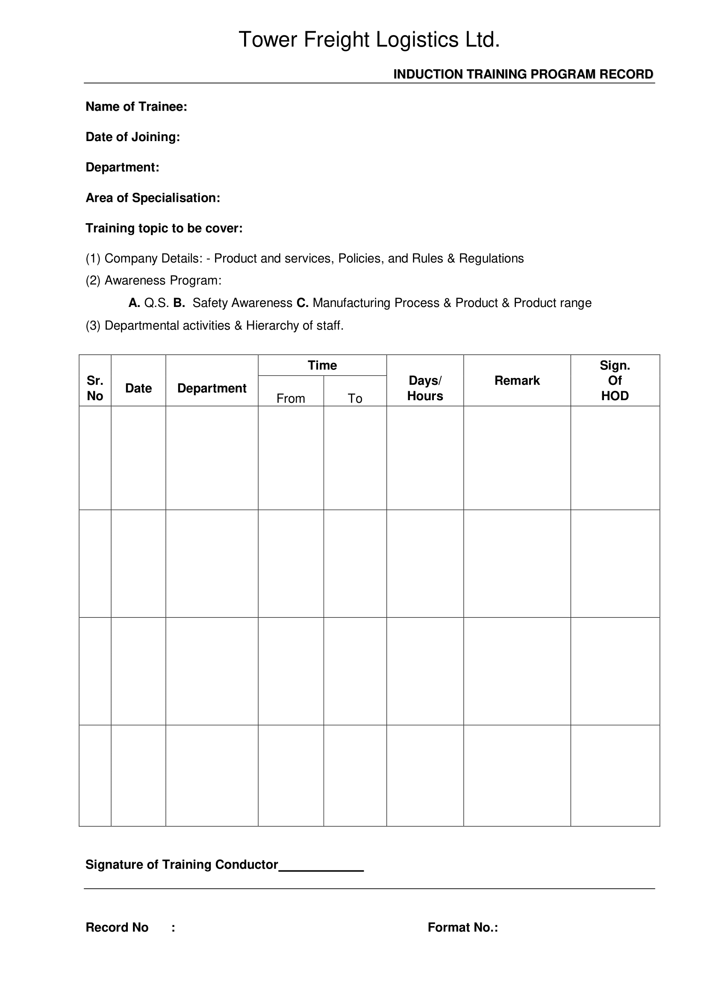 Tower Freight Logistics Ltd.
INDUCTION TRAINING PROGRAM RECORD
Name of Trainee:
Date of Joining:
Department:
Area of Specialisation:
Training topic to be cover:
(1) Company Details: - Product and services, Policies, and Rules & Regulations
(2) Awareness Program:
A. Q.S. B. Safety Awareness C. Manufacturing Process & Product & Product range
(3) Departmental activities & Hierarchy of staff.
Sr.
No
Date
Department
Time
From
To
Days/
Hours
Remark
Sign.
Of
HOD
Signature of Training Conductor____________
Record No :
Format No.: